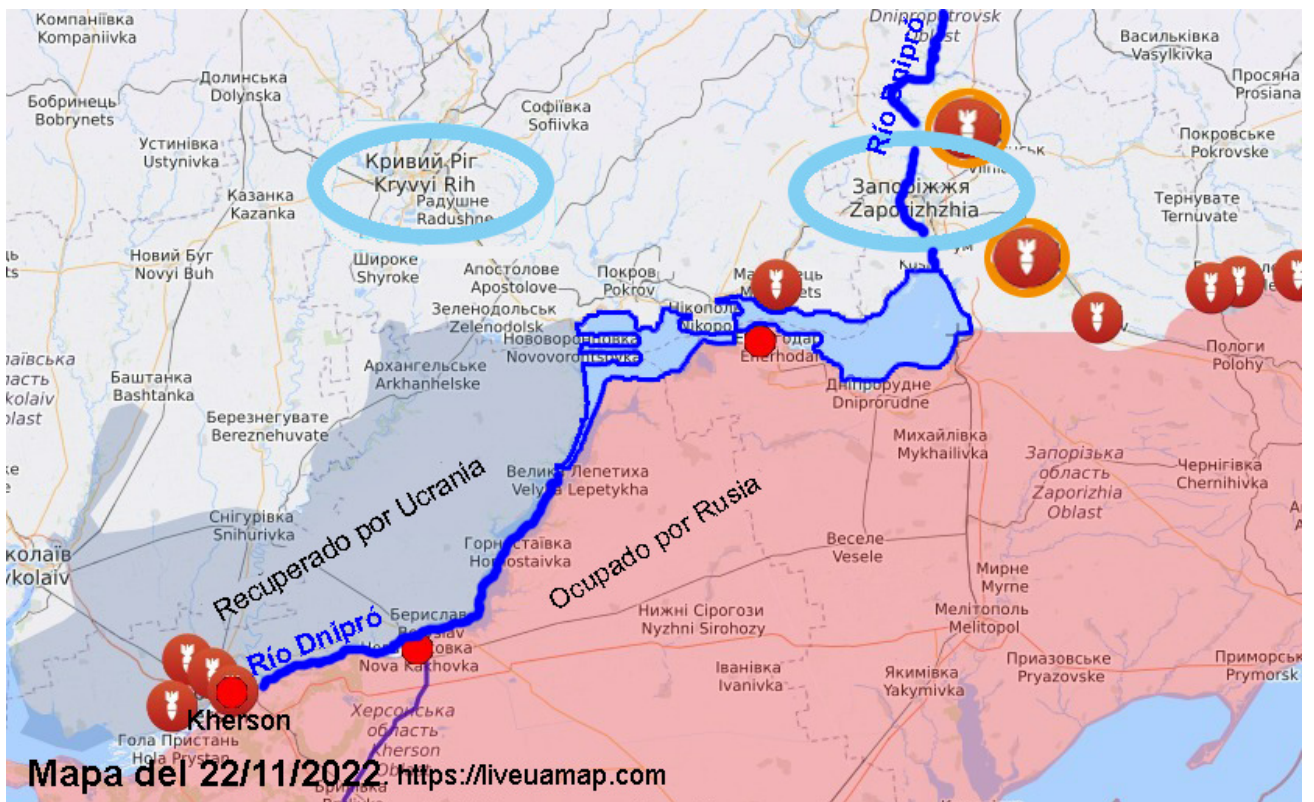 Компаніївка
Kompaniivka
Dnipropetrovsk
Васильківка
Vasylkivka
Río Dnipró
Долинська
Dolynska
Просяна
Prosiana
Бобринець
Bobrynets
Софіївка
Sofiivka
Устинівка
Ustynivka
Покровське
Pokrovske
Кривий Ріг
Kryvyi Rih
Радушне
Radushne
Запоріжжя
Zaporizhzhia
Казанка
Kazanka
Тернувате
Ternuvate
Новий Буг
Novyi Buh
Широке
Shyroke
Апостолове
Apostolove
Покров
Pokrov
Зеленодольськ
Zelenodolsk
Нововоронцовка
Novovorontsovka
Архангельське
Arkhanhelske
Баштанка
Bashtanka
Енергодар
Enerhodar
Пологи
Polohy
Дніпрорудне
Dniprorudne
Березнегувате
Bereznehuvate
Михайлівка
Mykhailivka
Запорізька
область
Zaporizhia
Oblast
Чернігівка
Chernihivka
Велика Лепетиха
Velyka Lepetykha
Recuperado por Ucrania
Ocupado por Rusia
Снігурівка
Snihurivka
Горностаївка
Hornostaivka
Веселе
Vesele
Мирне
Myrne
Río Dnipró
Берислав
Beryslav
Нижні Сірогози
Nyzhni Sirohozy
Мелітополь
Melitopol
Nova Kakhovka
Іванівка
Ivanivka
Якимівка
Yakymivka
Приазовське
Pryazovske
Приморськ
Prymorsk
Kherson
Гола Пристань
Hola Prystan
Херсонська
область
Kherson
Oblast
Mapa del 22/11/2022. https://liveuamap.com